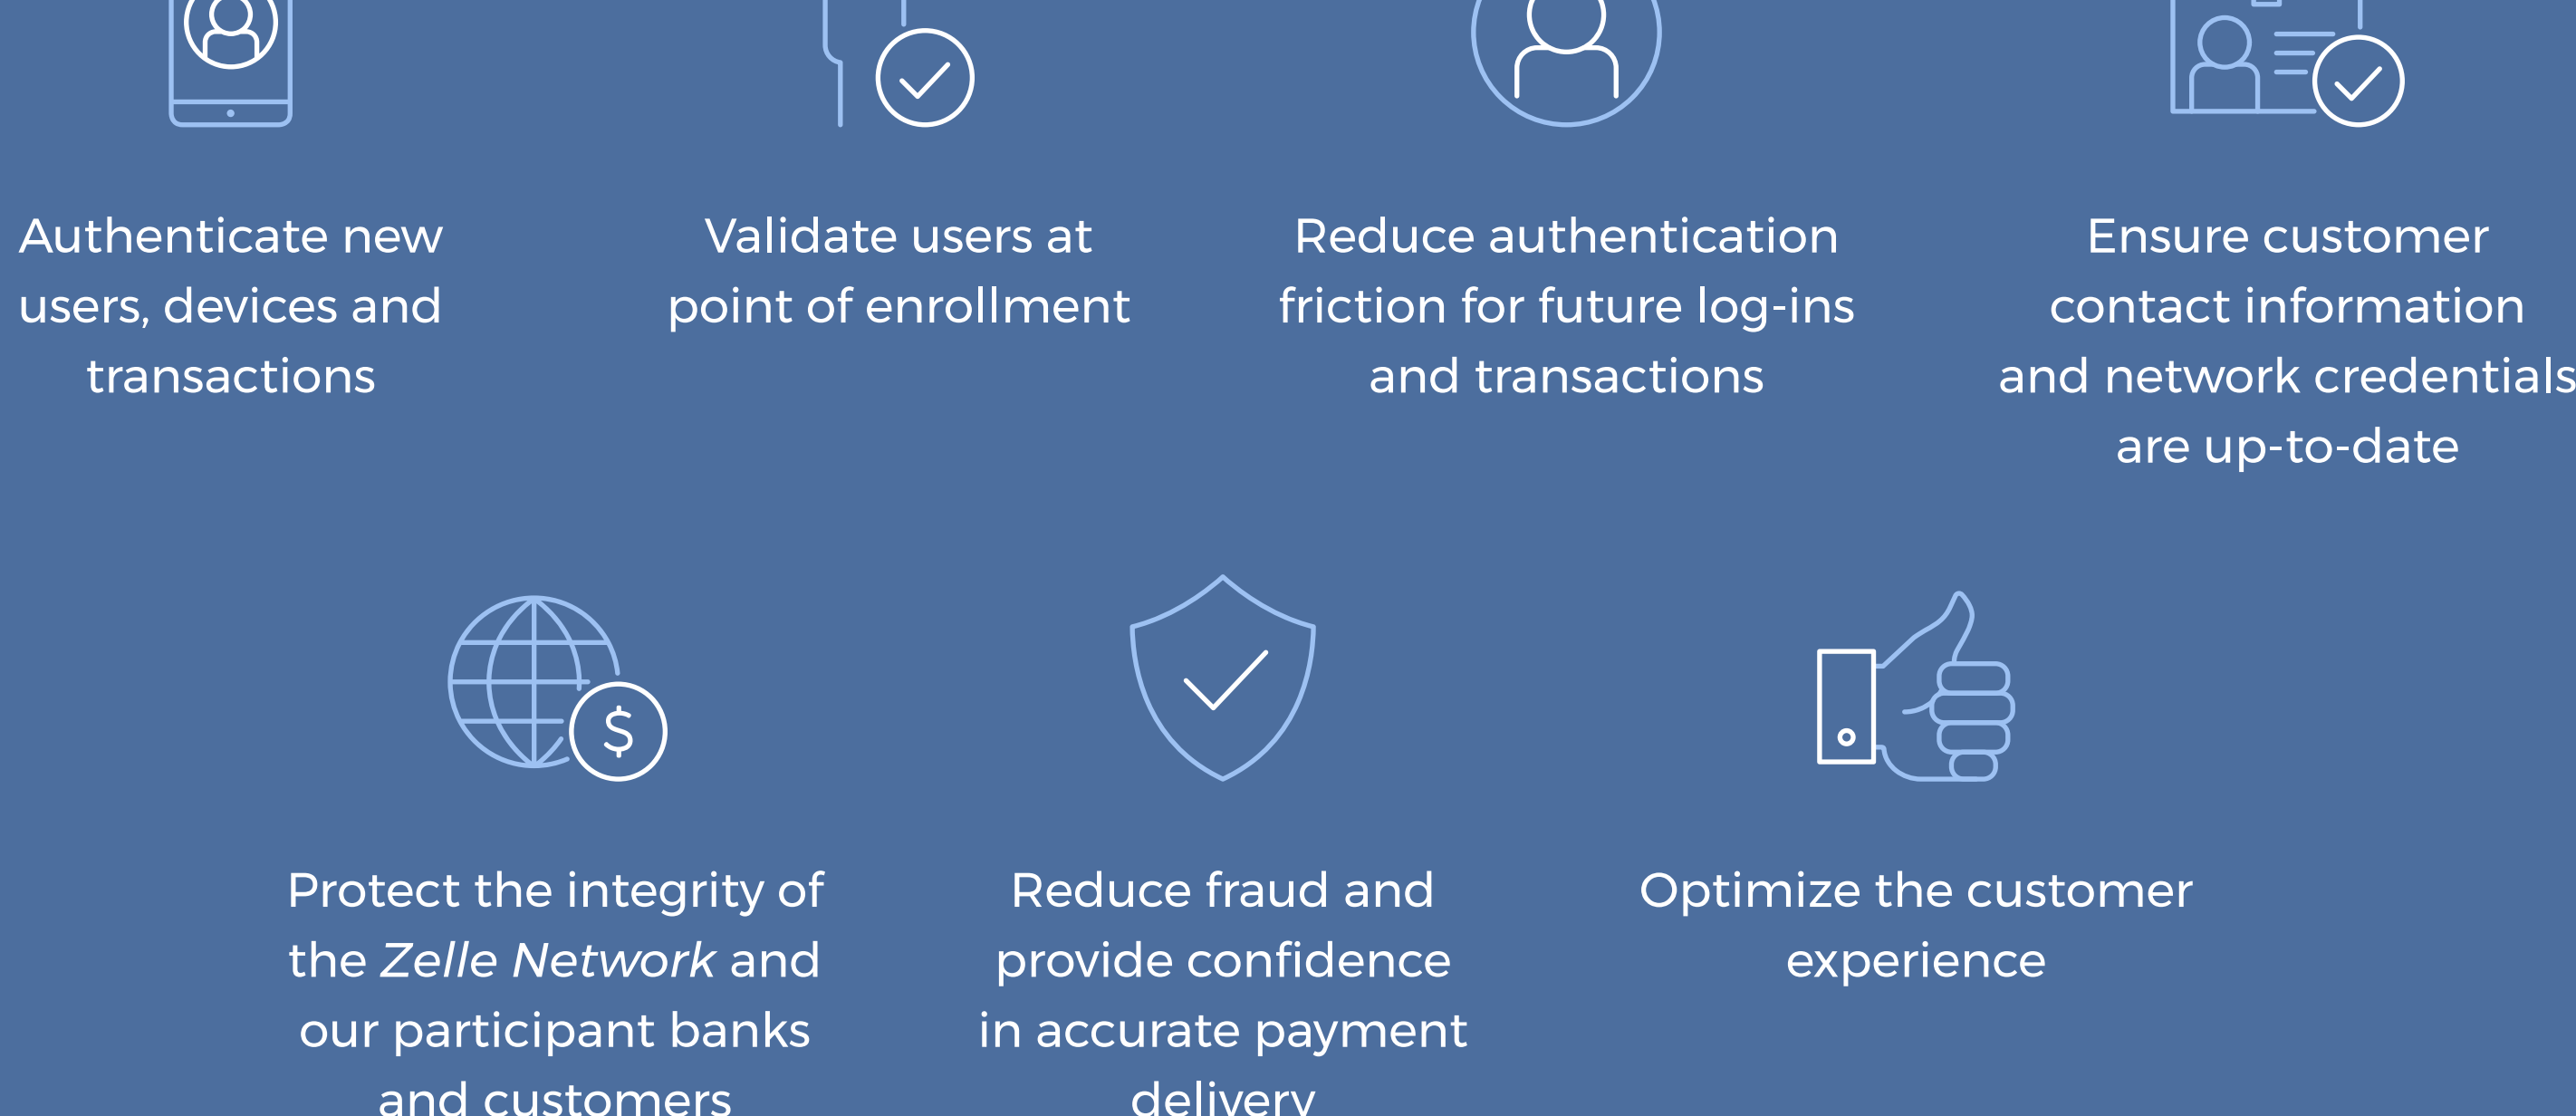 Authenticate new
users, devices and
transactions
Validate users at
point of enrollment
Reduce authentication
friction for future log-ins
and transactions
Ensure customer
contact information
and network credentials
are up-to-date
$
Protect the integrity of
the Zelle Network and
our participant banks
and customers
Reduce fraud and
provide confidence
in accurate payment
delivery
Optimize the customer
experience